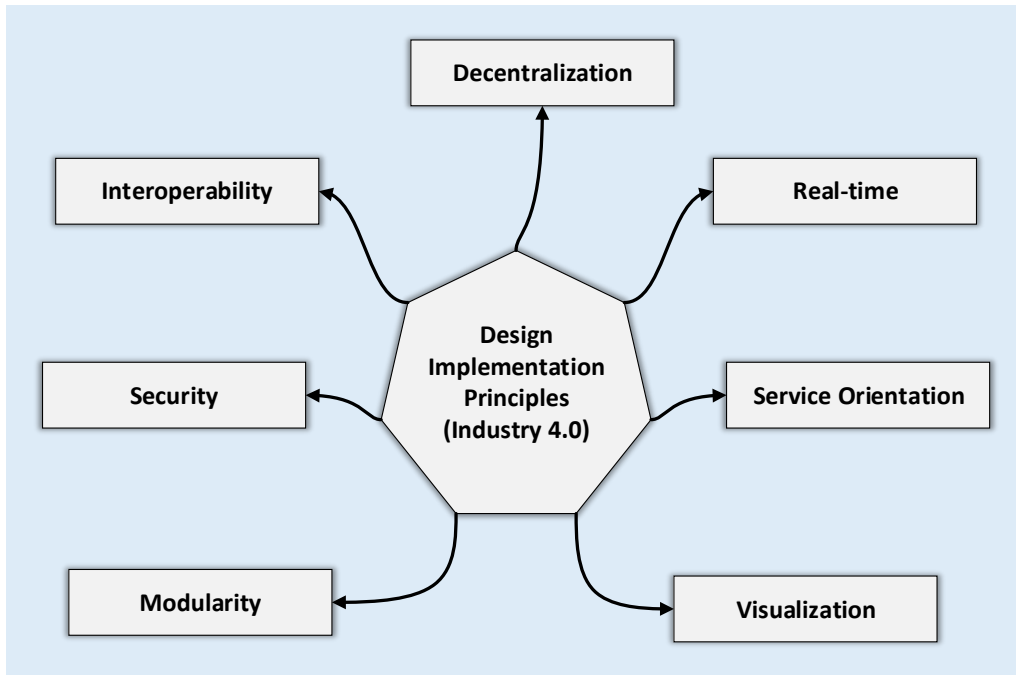 Decentralization
Interoperability
Real-time
Design
Implementation
Principles
(Industry 4.0)
Security
Service Orientation
Modularity
Visualization